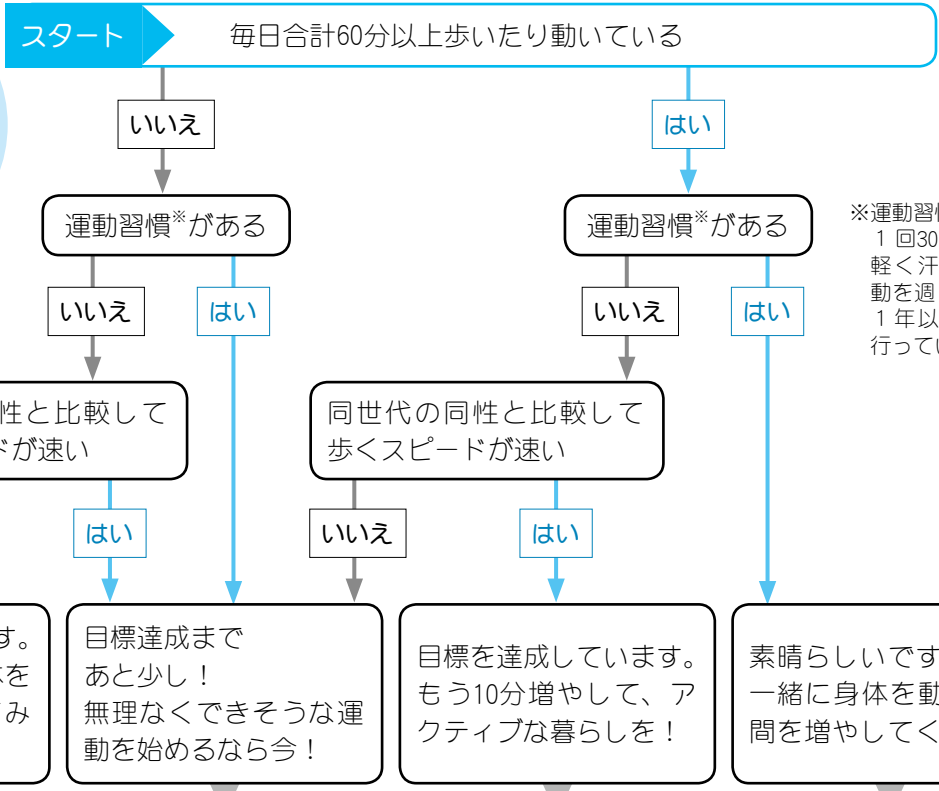 スタート 毎日合計60分以上歩いたり動いている
いいえ
はい
運動習慣※がある
運動習慣※がある
※運動習
1回30
軽く汗
動を週
1年以
行ってい
いいえ
はい
いいえ
はい
性と比較して
ドが速い
同世代の同性と比較して
歩くスピードが速い
はい
いいえ
はい
す。
を
み
目標達成まで
あと少し！
無理なくできそうな運
動を始めるなら今！
目標を達成しています。
もう10分増やして、ア
クティブな暮らしを！
素晴らしいです
一緒に身体を動
間を増やしてく